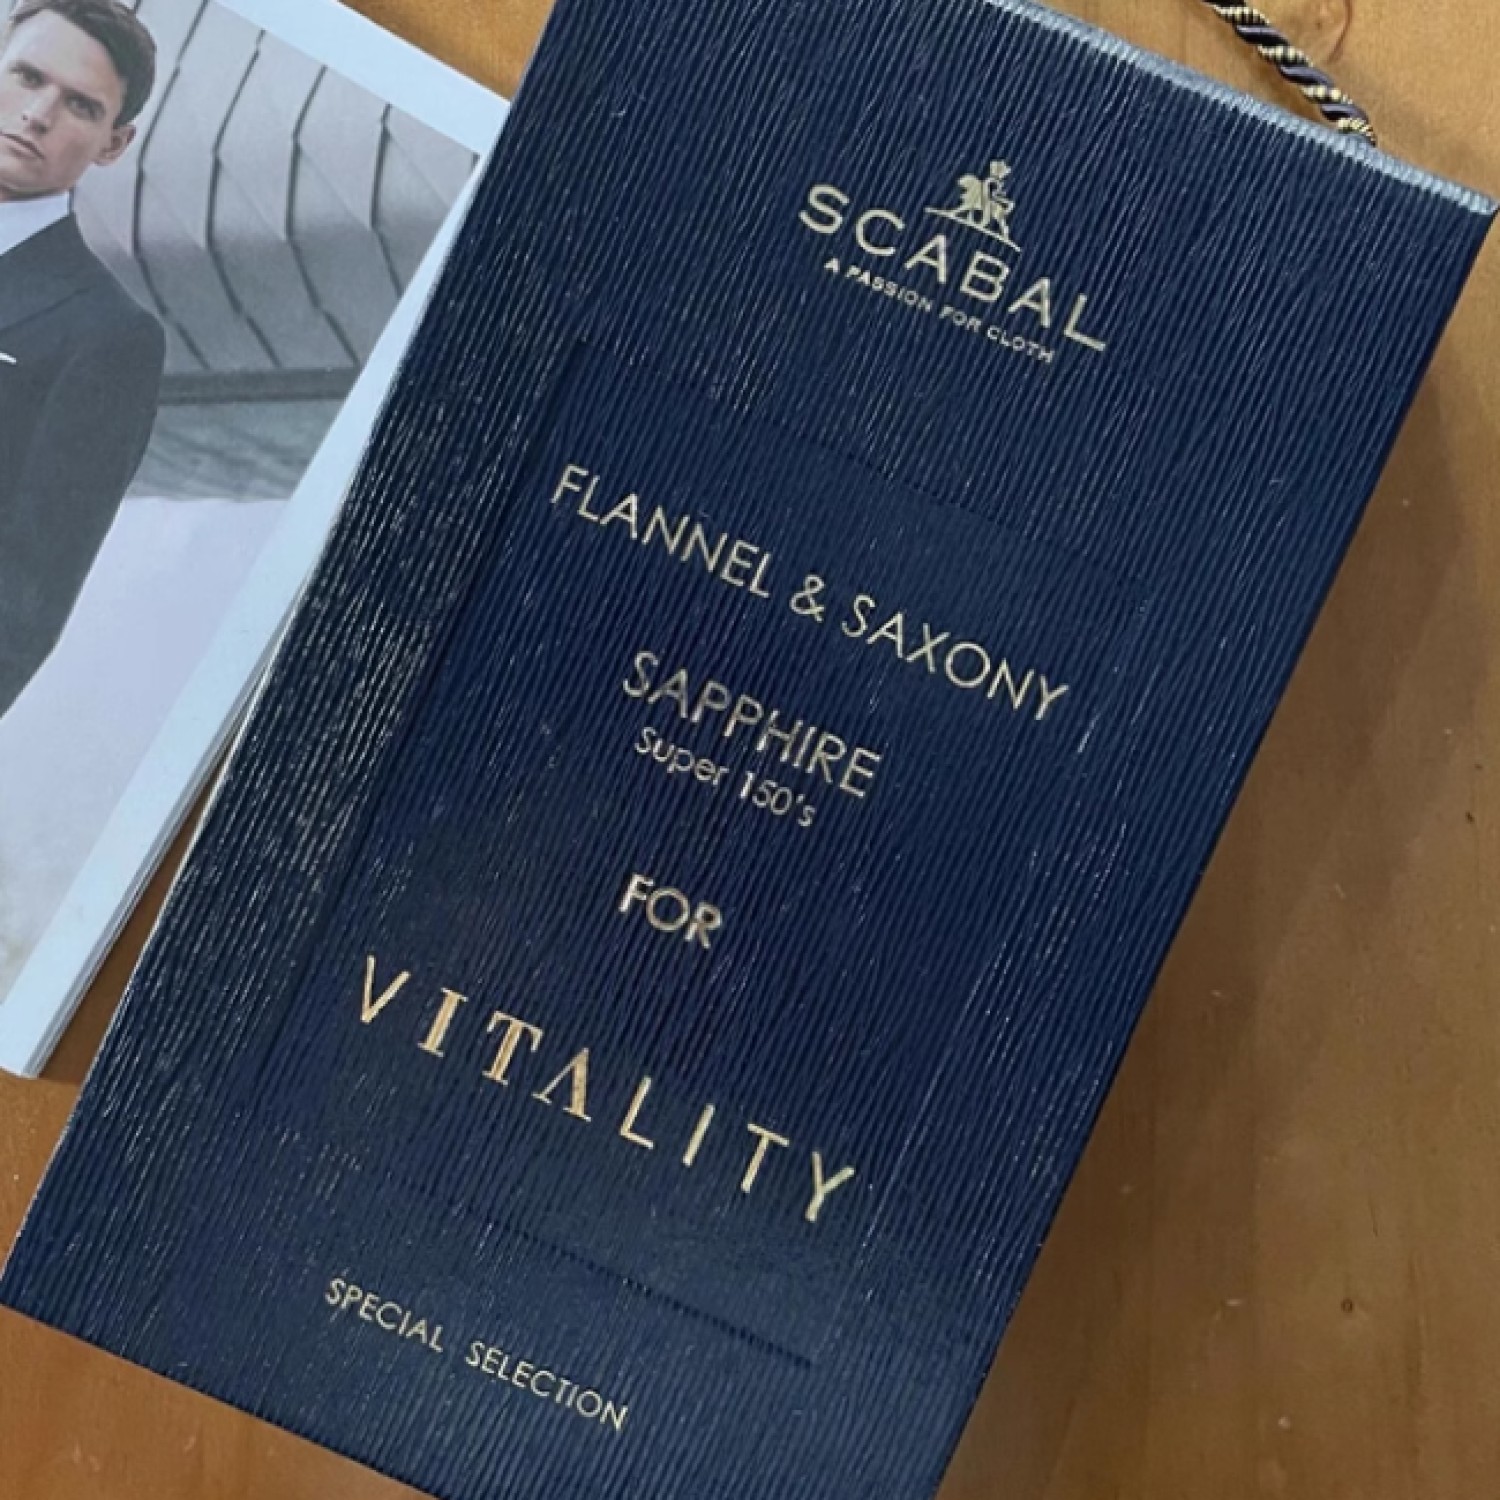 SCABAL
A PASSION FOR CLOTH
FLANNEL & SAXONY
SAPPHIRE
Super 150's
FOR
VITALITY
SPECIAL SELECTION